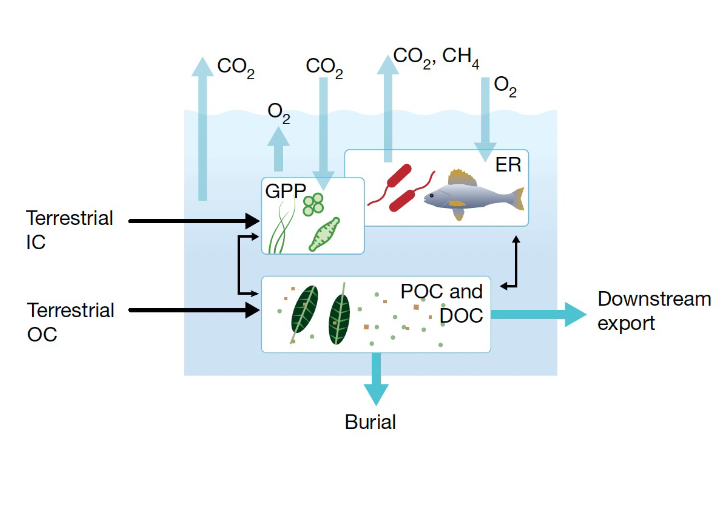 CO2
CO2
CO2, CH4
O2
O2
ER
GPP
Terrestrial
IC
POC and
DOC
Terrestrial
OC
Downstream
export
Burial